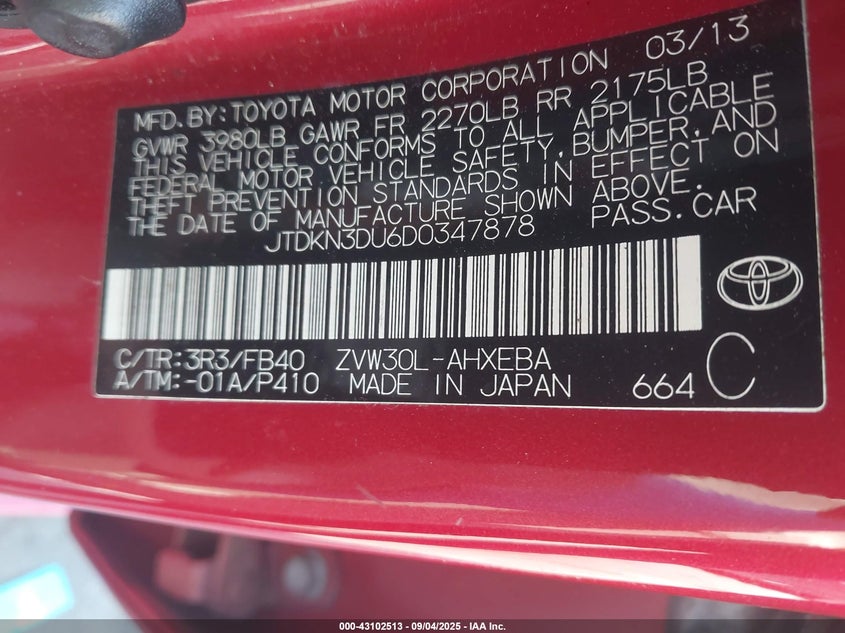 03/13
MFD.BY:TOYOTA MOTOR CORPORATION
GVWR 3980LB GAWR FR 2270LB RR 2175LB
THIS VEHICLE CONFORMS TO ALL APPLICABLE
FEDERAL MOTOR VEHICLE SAFETY,BUMPER,AND
THEFT PREVENTION STANDARDS IN EFFECT ON
THE DATE OF MANUFACTURE SHOWN ABOVE.
JTDKN3DU6D0347878 PASS.CAR
C/TR:3R3/FB40 ZVW30L-AHXEBA
A/TM:-01A/P410 MADE IN JAPAN 664 C
000-43102513 - 09/04/2025 - IAA Inc.